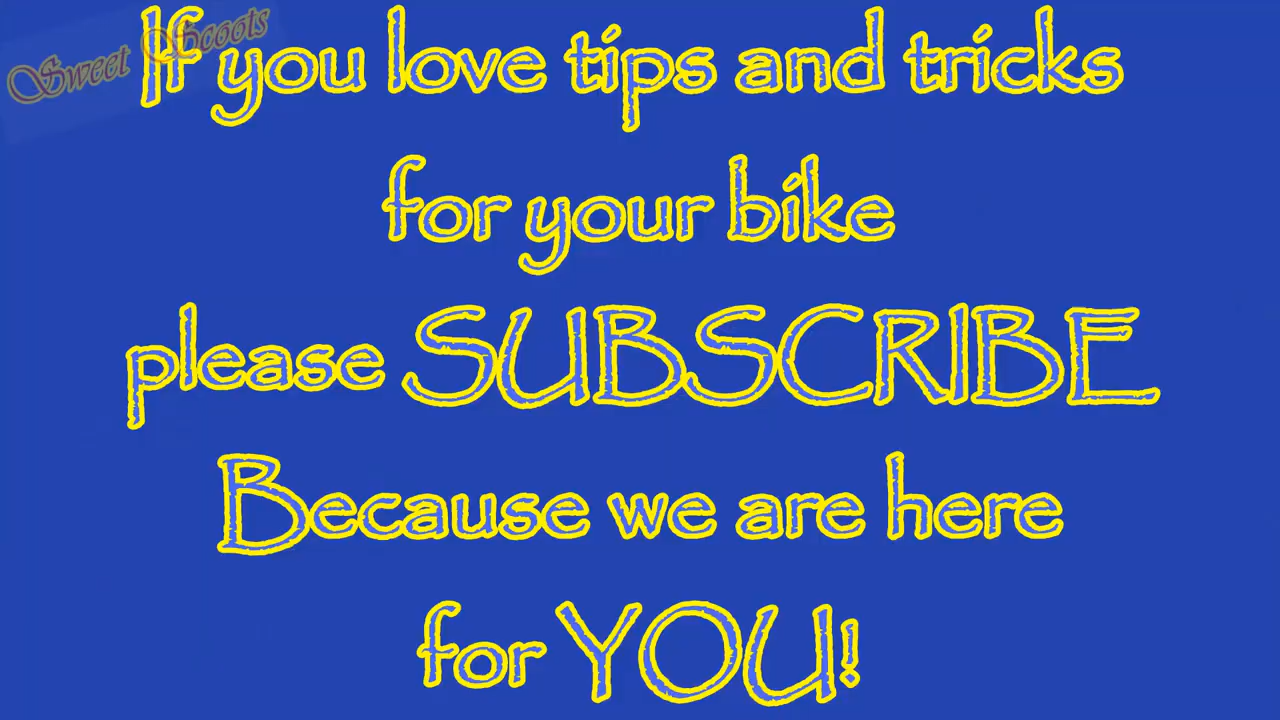 Sweet Scoots
If you love tips and tricks
for your bike
please SUBSCRIBE
Because we are here
for YOU!